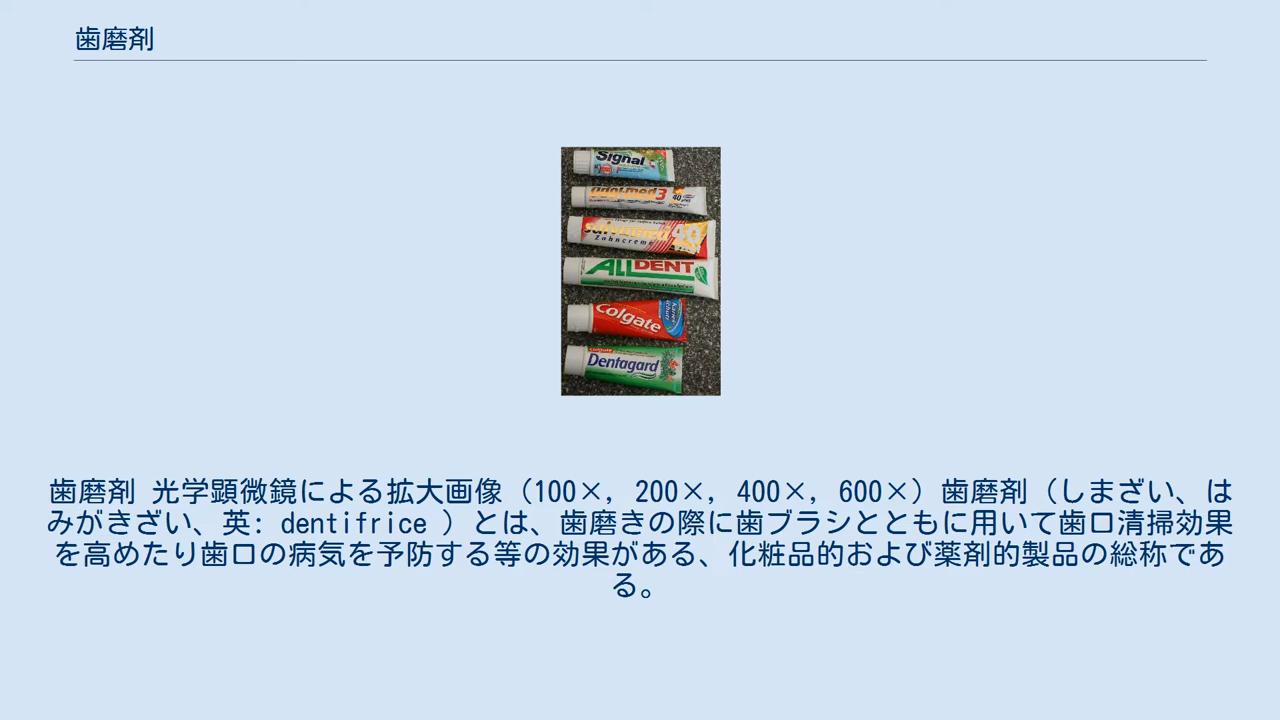 歯磨剤
Signal
odol-med 3
40
Zahncreme
40
ALLDENT
Colgate
Colgate
Dentagard
歯磨剤 光学顕微鏡による拡大画像（100×, 200×, 400×, 600×）歯磨剤（しまざい、は
みがきざい、英: dentifrice ）とは、歯磨きの際に歯ブラシとともに用いて歯口清掃効果
を高めたり歯口の病気を予防する等の効果がある、化粧品的および薬剤的製品の総称であ
る。